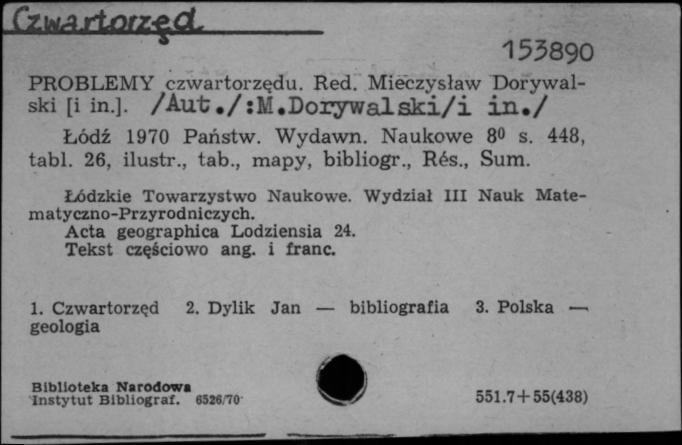 Czwartorzęd
153890
PROBLEMY czwartorzędu. Red. Mieczysław Dorywal-
ski [i in.]. /Aut./:M.Dorywalski/i in./
Łódź 1970 Państw. Wydawn. Naukowe 8⁰ s. 448,
tabl. 26, ilustr., tab., mapy, bibliogr., Rés., Sum.
Łódzkie Towarzystwo Naukowe. Wydział III Nauk Mate-
matyczno-Przyrodniczych.
Acta geographica Lodziensia 24.
Tekst częściowo ang. i franc.
1. Czwartorzęd 2. Dylik Jan — bibliografia 3. Polska —
geologia
Biblioteka Narodowa
Instytut Bibliograf. 6526/70
551.7+55(438)